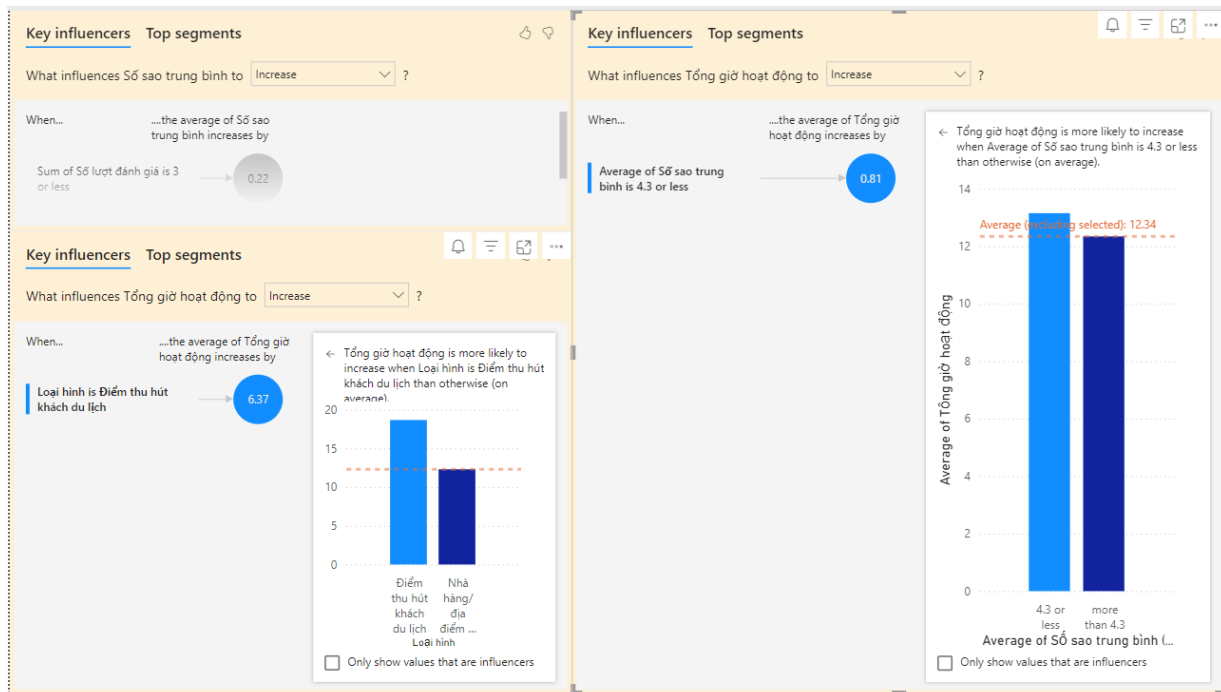 Key influencers Top segments
What influences Số sao trung bình to Increase ?
When...
....the average of Số sao
trung bình increases by
Sum of Số lượt đánh giá is 3
or less
0.22
Key influencers Top segments
What influences Tổng giờ hoạt động to Increase ?
When...
....the average of Tổng giờ
hoạt động increases by
Loại hình is Điểm thu hút
khách du lịch
6.37
← Tổng giờ hoạt động is more likely to
increase when Loại hình is Điểm thu hút
khách du lịch than otherwise (on
average).
20
15
10
5
0
Điểm
thu hút
khách
du lịch
Nhà
hàng/
địa
điểm ...
Loại hình
Only show values that are influencers
Key influencers Top segments
What influences Tổng giờ hoạt động to Increase ?
When...
....the average of Tổng giờ
hoạt động increases by
Average of Số sao trung
bình is 4.3 or less
0.81
← Tổng giờ hoạt động is more likely to increase
when Average of Số sao trung bình is 4.3 or less
than otherwise (on average).
14
Average (excluding selected): 12.34
12
10
8
6
4
2
0
Average of Tổng giờ hoạt động
4.3 or
less
more
than 4.3
Average of Số sao trung bình (...
Only show values that are influencers